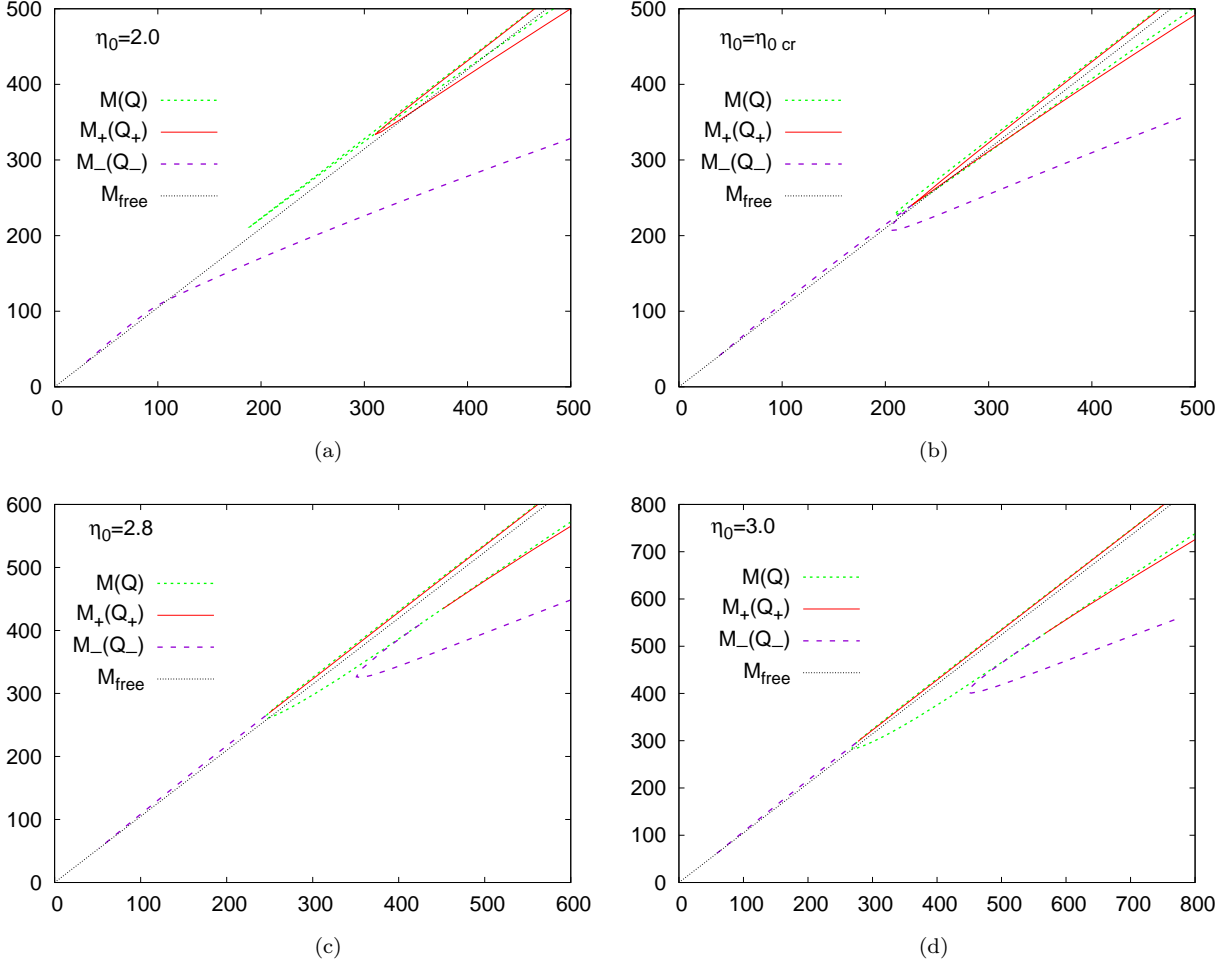 500
400
300
200
100
0
0 100 200 300 400 500
η0=2.0
M(Q)
M+(Q+)
M–(Q–)
Mfree
(a)
500
400
300
200
100
0
0 100 200 300 400 500
η0=η0 cr
M(Q)
M+(Q+)
M–(Q–)
Mfree
(b)
600
500
400
300
200
100
0
0 100 200 300 400 500 600
η0=2.8
M(Q)
M+(Q+)
M–(Q–)
Mfree
(c)
800
700
600
500
400
300
200
100
0
0 100 200 300 400 500 600 700 800
η0=3.0
M(Q)
M+(Q+)
M–(Q–)
Mfree
(d)